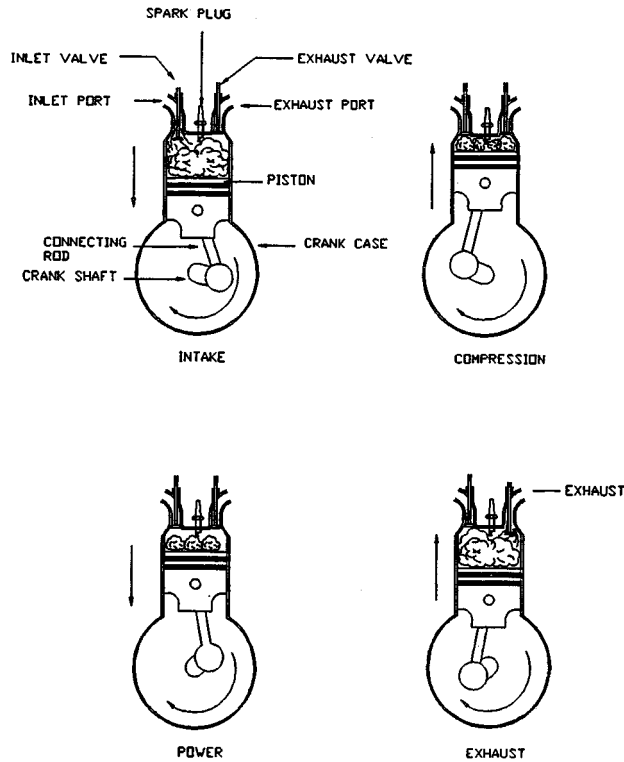 SPARK PLUG
INLET VALVE
EXHAUST VALVE
INLET PORT
EXHAUST PORT
PISTON
CONNECTING
ROD
CRANK CASE
CRANK SHAFT
INTAKE
COMPRESSION
EXHAUST
POWER
EXHAUST